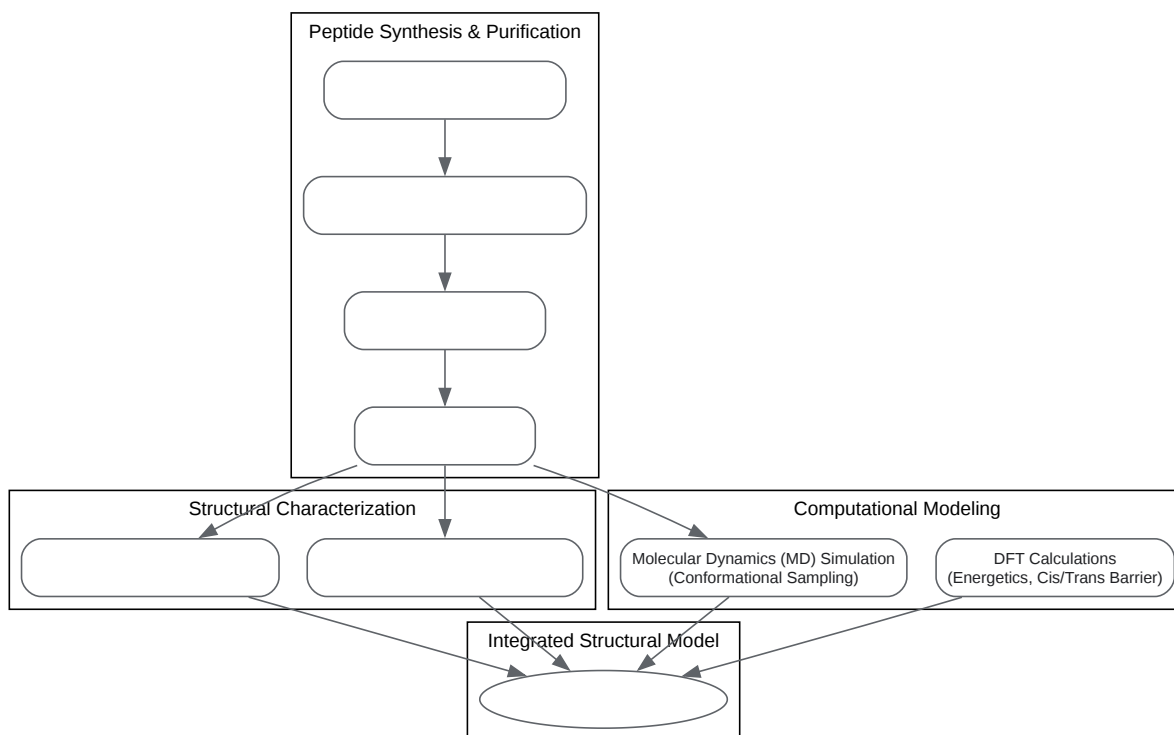 Peptide Synthesis & Purification
Structural Characterization
Computational Modeling
Molecular Dynamics (MD) Simulation
(Conformational Sampling)
DFT Calculations
(Energetics, Cis/Trans Barrier)
Integrated Structural Model